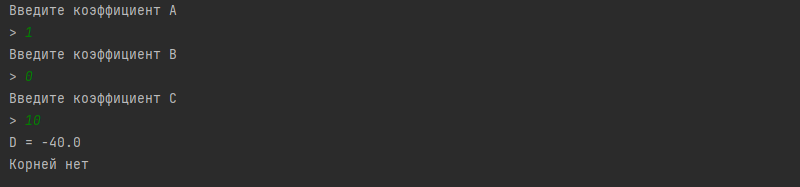 Введите коэффициент A
> 1
Введите коэффициент B
> 0
Введите коэффициент C
> 10
D = -40.0
Корней нет